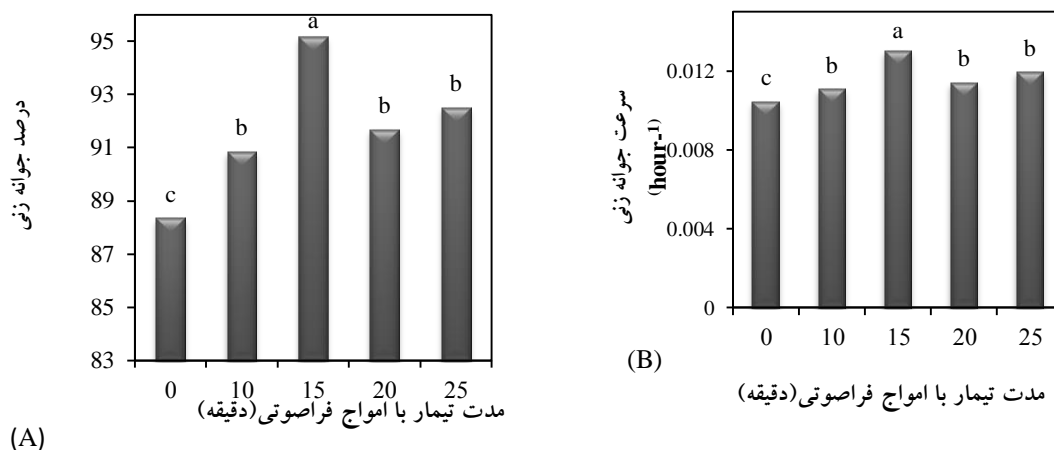 درصد جوانه زنی
95
93
91
89
87
85
83
c
b
a
b
b
0 10 15 20 25
مدت تیمار با امواج فراصوتی(دقیقه)
(A)
سرعت جوانه زنی
(hour-1)
0.012
0.008
0.004
0
c
b
a
b
b
0 10 15 20 25
(B)
مدت تیمار با امواج فراصوتی(دقیقه)